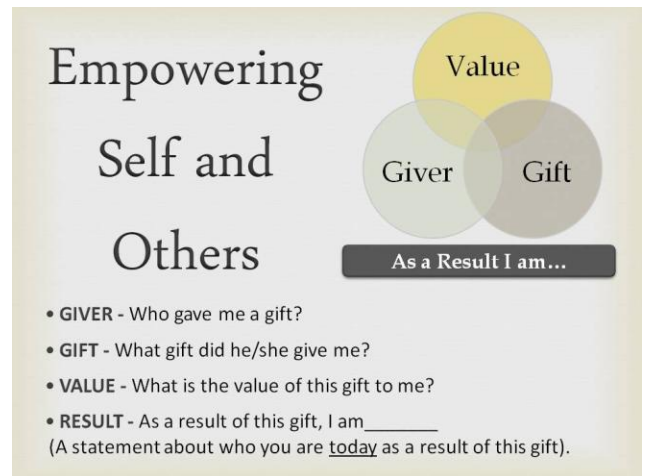 Empowering
Self and
Others
Value
Giver
Gift
As a Result I am...
• GIVER - Who gave me a gift?
• GIFT - What gift did he/she give me?
• VALUE - What is the value of this gift to me?
• RESULT - As a result of this gift, I am_______
(A statement about who you are today as a result of this gift).